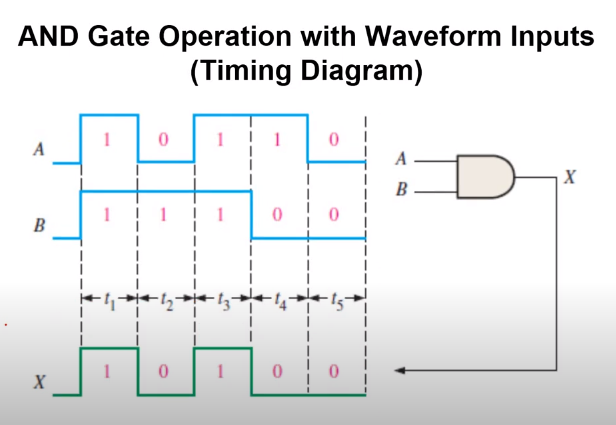 AND Gate Operation with Waveform Inputs
(Timing Diagram)
A 1 0 1 1 0
B 1 1 1 0 0
t₁ t₂ t₃ t₄ t₅
X 1 0 1 0 0
A
B
X